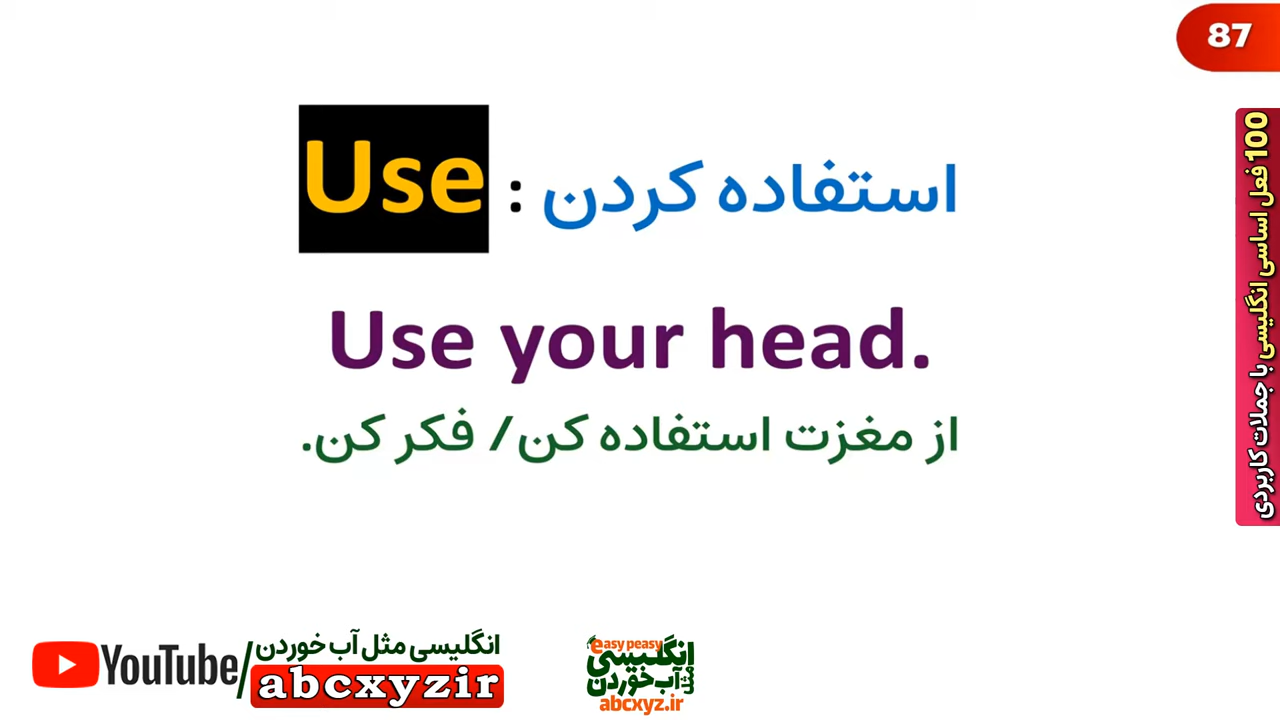 87
Use : استفاده کردن
Use your head.
از مغزت استفاده کن/ فکر کن.
100 فعل اساسی انگلیسی با جملات کاربردی
YouTube/انگلیسی مثل آب خوردن
abcxyzir
easy peasy
انگلیسی
مثل آب خوردن
abcxyz.ir